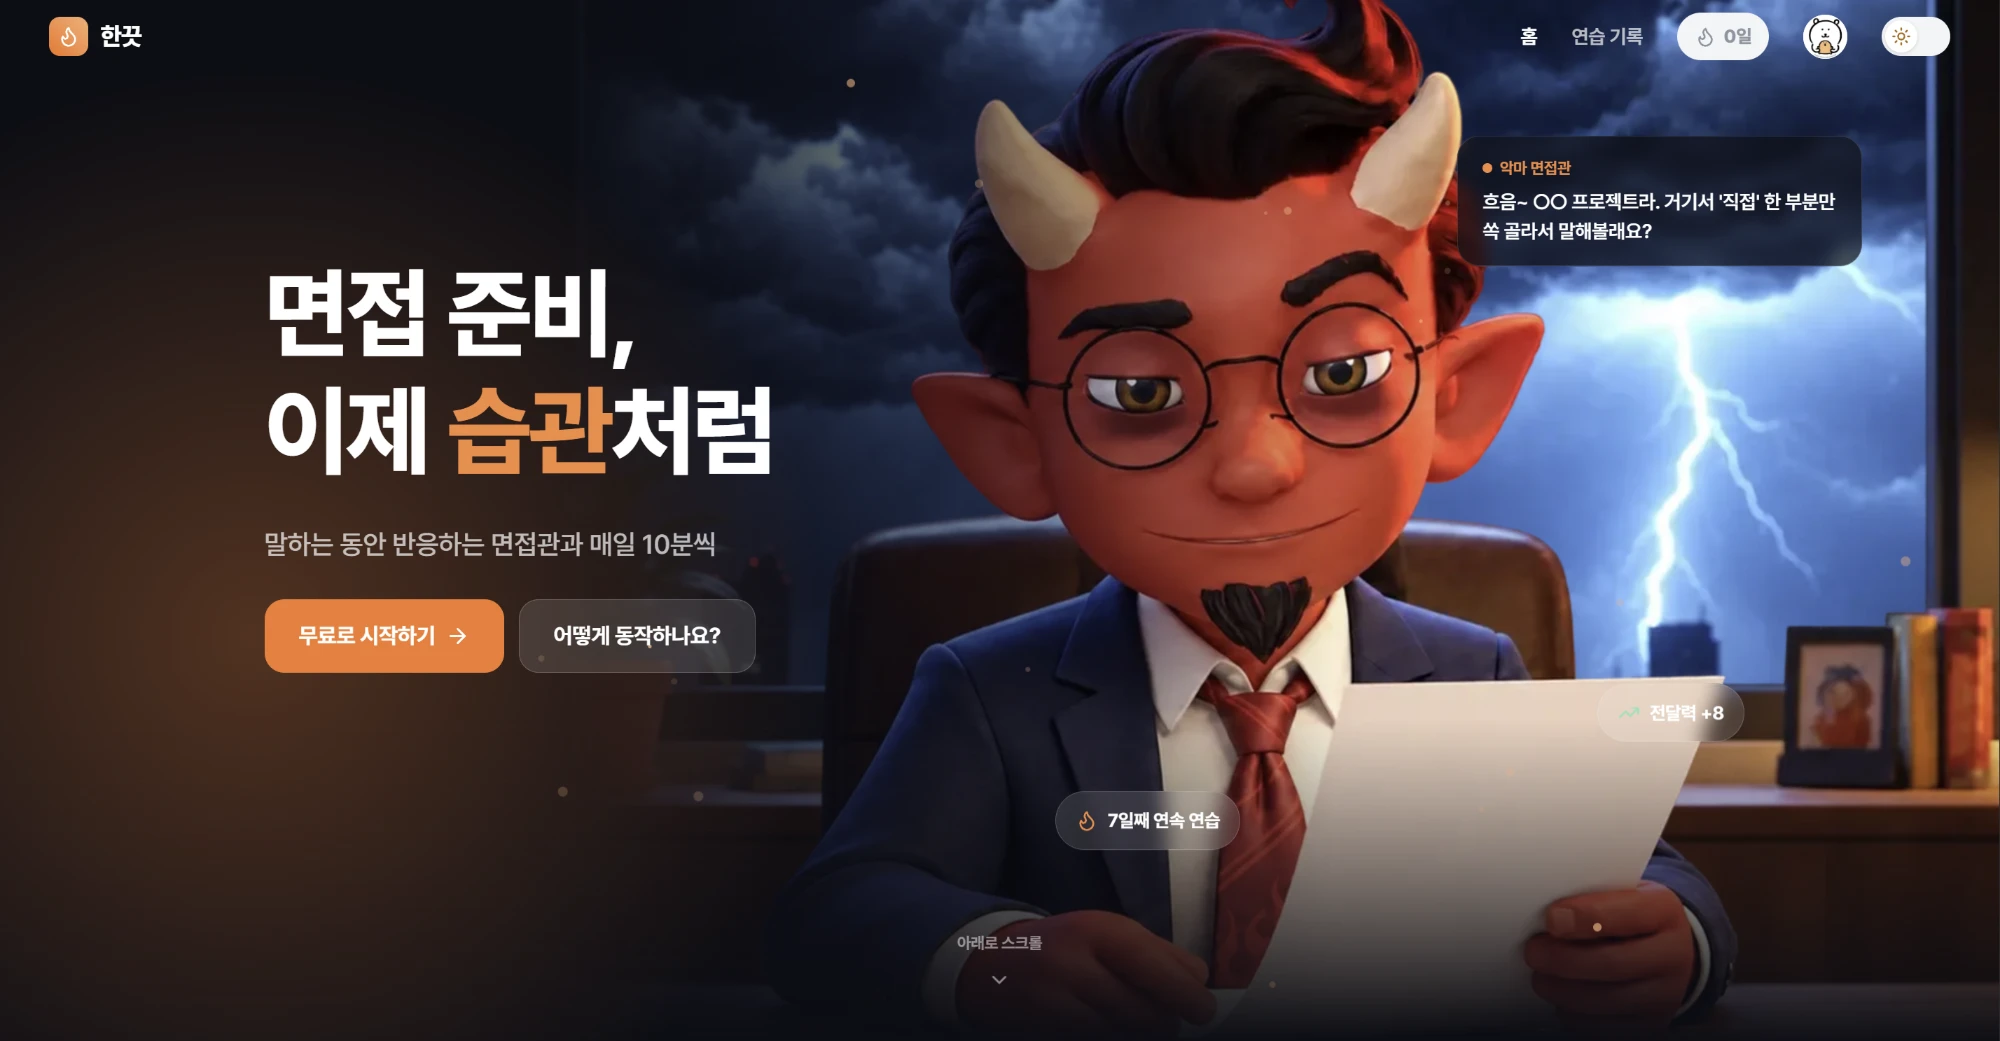 한끗
홈
연습 기록
0일
악마 면접관
흐음~ OO 프로젝트라. 거기서 '직접' 한 부분만
쏙 골라서 말해볼래요?
면접 준비,
이제 습관처럼
말하는 동안 반응하는 면접관과 매일 10분씩
무료로 시작하기 →
어떻게 동작하나요?
전달력 +8
7일째 연속 연습
아래로 스크롤